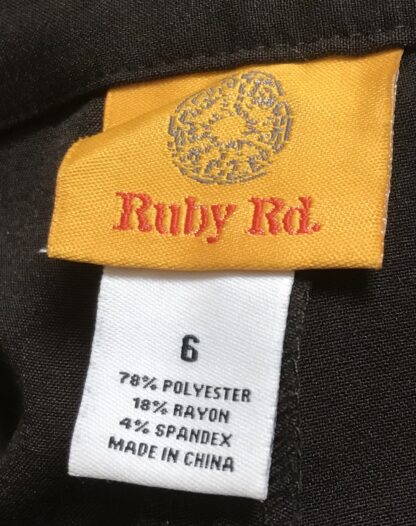 Ruby Rd.
6
78% POLYESTER
18% RAYON
4% SPANDEX
MADE IN CHINA